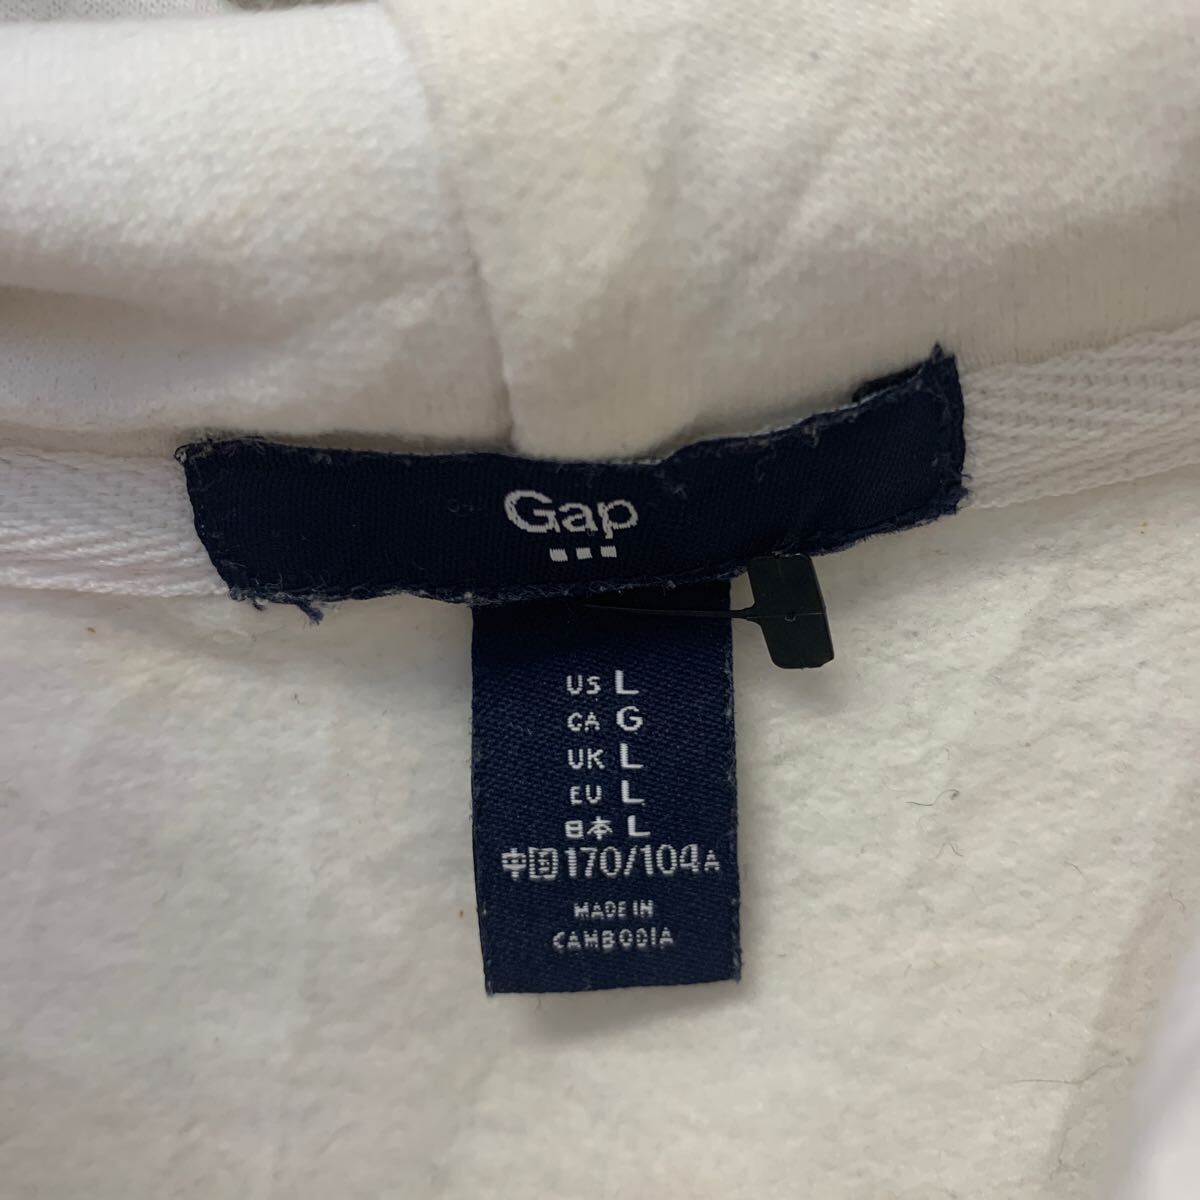 Gap
US L
CA G
UK L
EU L
日本 L
中国 170/104A
MADE IN
CAMBODIA